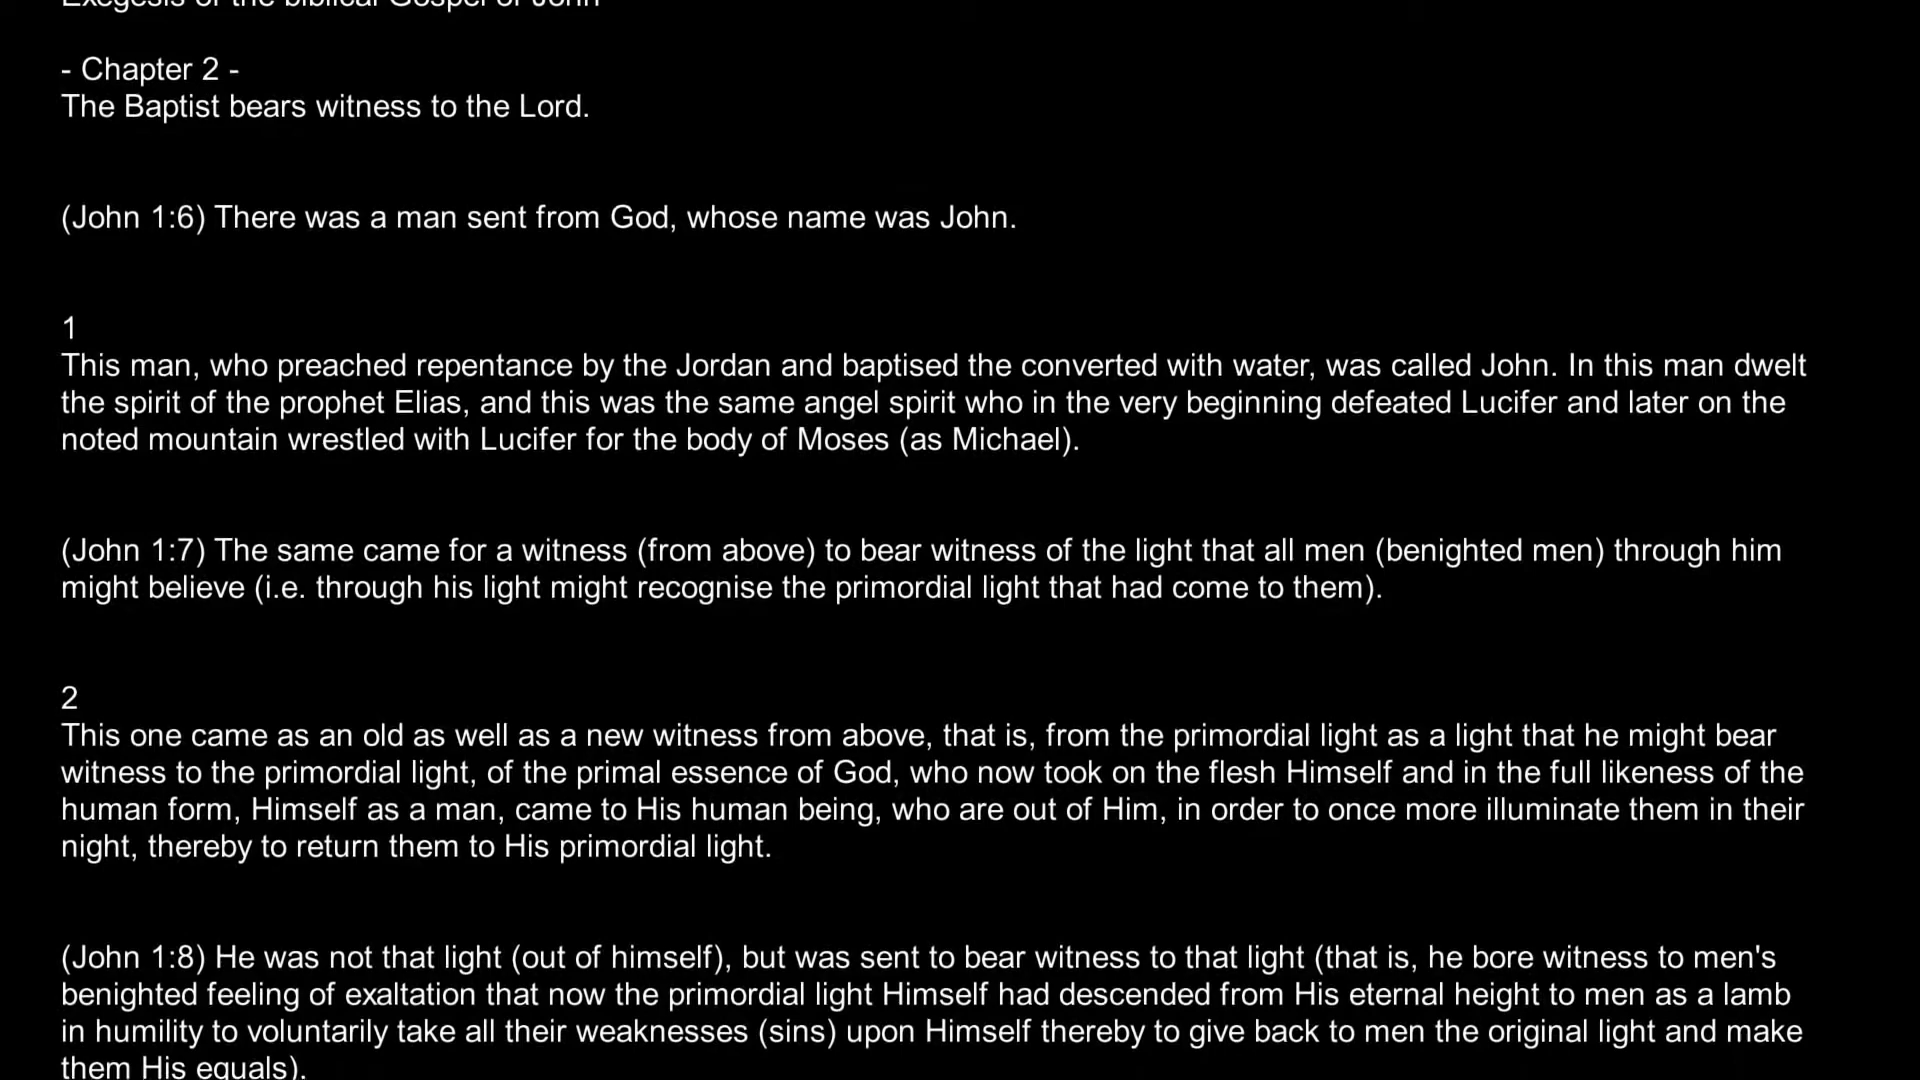 Exegesis of the biblical Gospel of John
- Chapter 2 -
The Baptist bears witness to the Lord.
(John 1:6) There was a man sent from God, whose name was John.
1
This man, who preached repentance by the Jordan and baptised the converted with water, was called John. In this man dwelt
the spirit of the prophet Elias, and this was the same angel spirit who in the very beginning defeated Lucifer and later on the
noted mountain wrestled with Lucifer for the body of Moses (as Michael).
(John 1:7) The same came for a witness (from above) to bear witness of the light that all men (benighted men) through him
might believe (i.e. through his light might recognise the primordial light that had come to them).
2
This one came as an old as well as a new witness from above, that is, from the primordial light as a light that he might bear
witness to the primordial light, of the primal essence of God, who now took on the flesh Himself and in the full likeness of the
human form, Himself as a man, came to His human being, who are out of Him, in order to once more illuminate them in their
night, thereby to return them to His primordial light.
(John 1:8) He was not that light (out of himself), but was sent to bear witness to that light (that is, he bore witness to men's
benighted feeling of exaltation that now the primordial light Himself had descended from His eternal height to men as a lamb
in humility to voluntarily take all their weaknesses (sins) upon Himself thereby to give back to men the original light and make
them His equals).